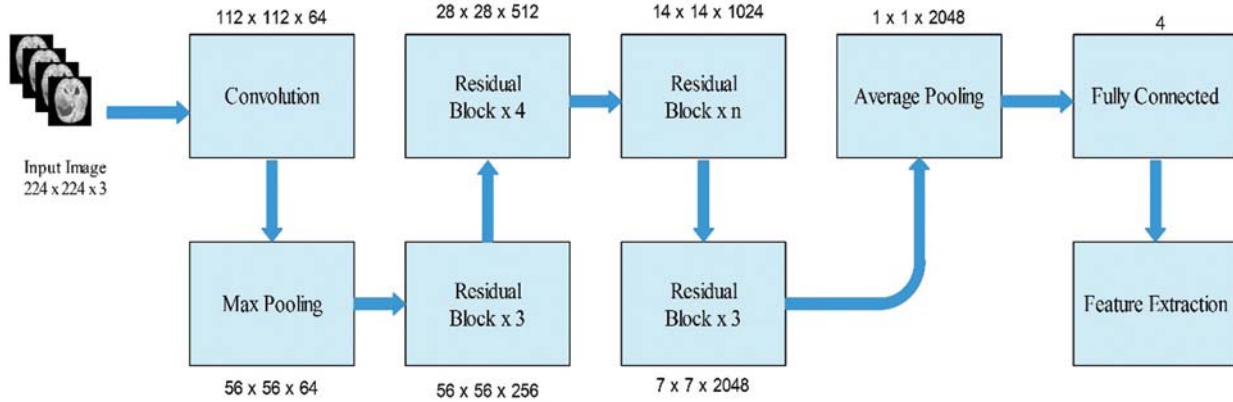 112 x 112 x 64
28 x 28 x 512
14 x 14 x 1024
1 x 1 x 2048
4
Convolution
Residual
Block x 4
Residual
Block x n
Average Pooling
Fully Connected
Input Image
224 x 224 x 3
Max Pooling
Residual
Block x 3
Residual
Block x 3
Feature Extraction
56 x 56 x 64
56 x 56 x 256
7 x 7 x 2048